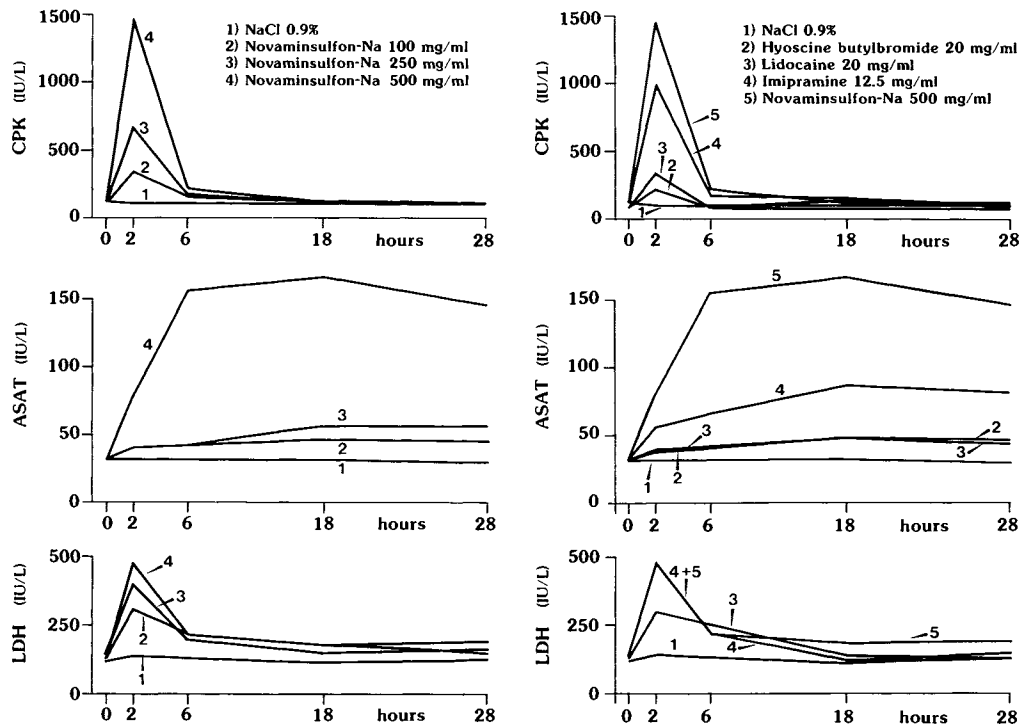 CPK (IU/L)
1500
1000
500
0
1) NaCl 0.9%
2) Novaminsulfon-Na 100 mg/ml
3) Novaminsulfon-Na 250 mg/ml
4) Novaminsulfon-Na 500 mg/ml
4
3
2
1
0 2 6 18 hours 28
CPK (IU/L)
1500
1000
500
0
1) NaCl 0.9%
2) Hyoscine butylbromide 20 mg/ml
3) Lidocaine 20 mg/ml
4) Imipramine 12.5 mg/ml
5) Novaminsulfon-Na 500 mg/ml
5
4
3
2
1
0 2 6 18 hours 28
ASAT (IU/L)
150
100
50
0
4
3
2
1
0 2 6 18 hours 28
ASAT (IU/L)
150
100
50
0
5
4
3
2
1
2
3
0 2 6 18 hours 28
LDH (IU/L)
500
250
0
4
3
2
1
0 2 6 18 hours 28
LDH (IU/L)
500
250
0
4+5
3
1
4
5
0 2 6 18 hours 28